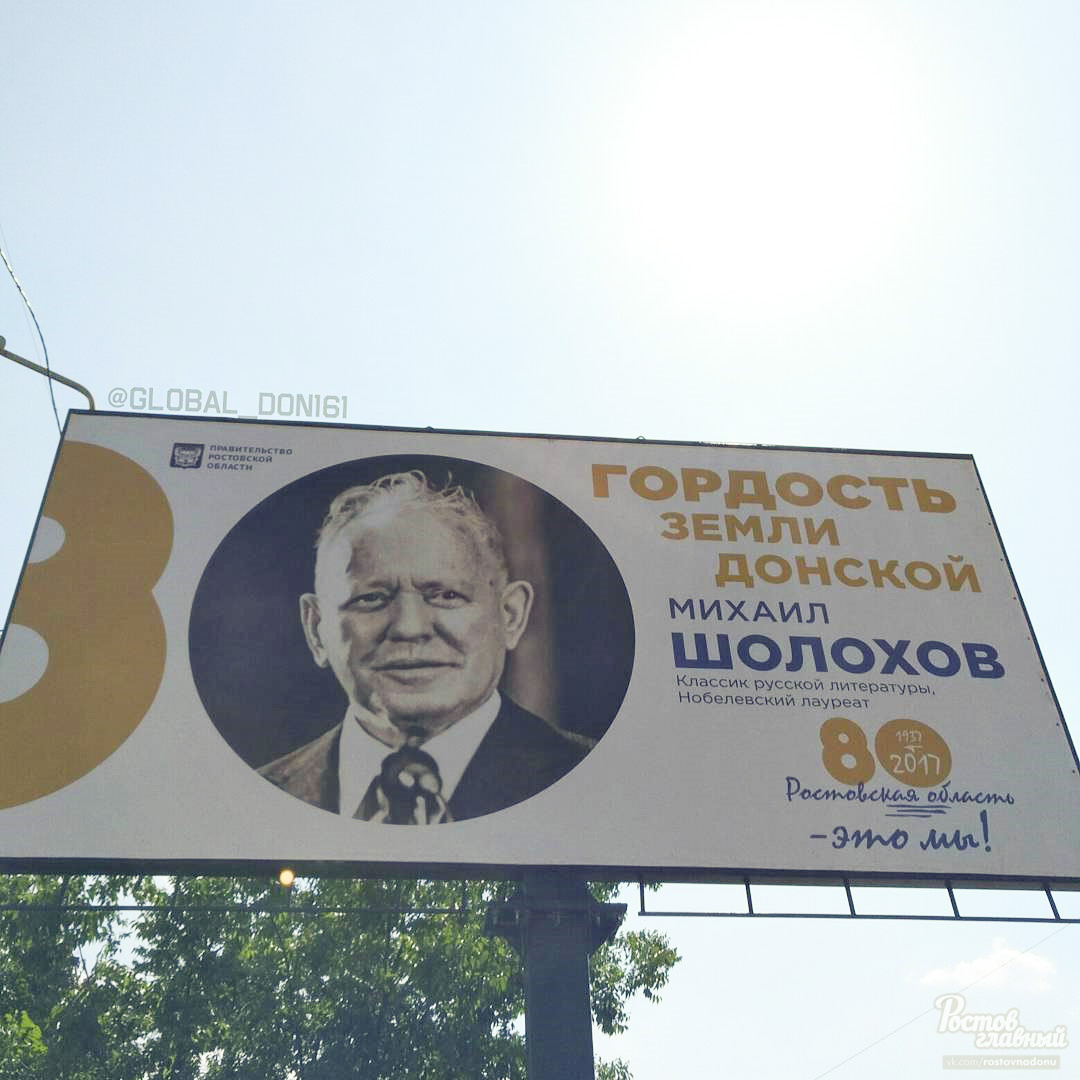 @GLOBAL_DON161
ПРАВИТЕЛЬСТВО
РОСТОВСКОЙ
ОБЛАСТИ
ГОРДОСТЬ
ЗЕМЛИ
ДОНСКОЙ
МИХАИЛ
ШОЛОХОВ
Классик русской литературы,
Нобелевский лауреат
80
1937
2017
Ростовская область
-это мы!
Ростов
главный
vk.com/rostovnadonu